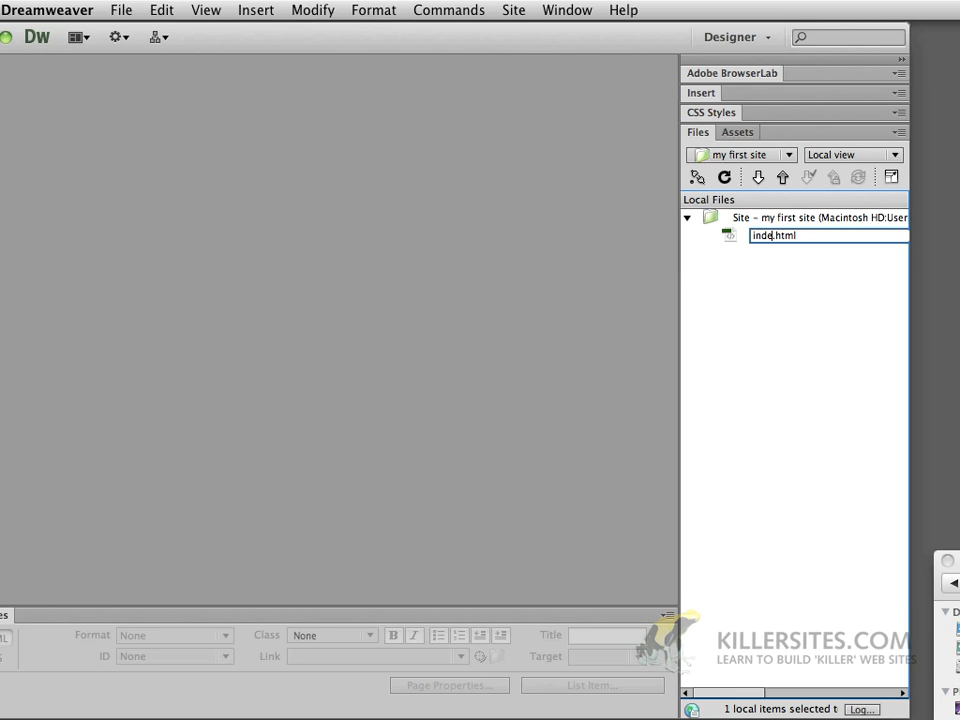 Dreamweaver File Edit View Insert Modify Format Commands Site Window Help
Dw Designer
Adobe BrowserLab
Insert
CSS Styles
Files Assets
my first site Local view
Local Files
Site – my first site (Macintosh HD:User
inde.html
Format None Class None B I Title
ID None Link Target
Page Properties... List Item...
KILLERSITES.COM
LEARN TO BUILD 'KILLER' WEB SITES
1 local items selected t Log...